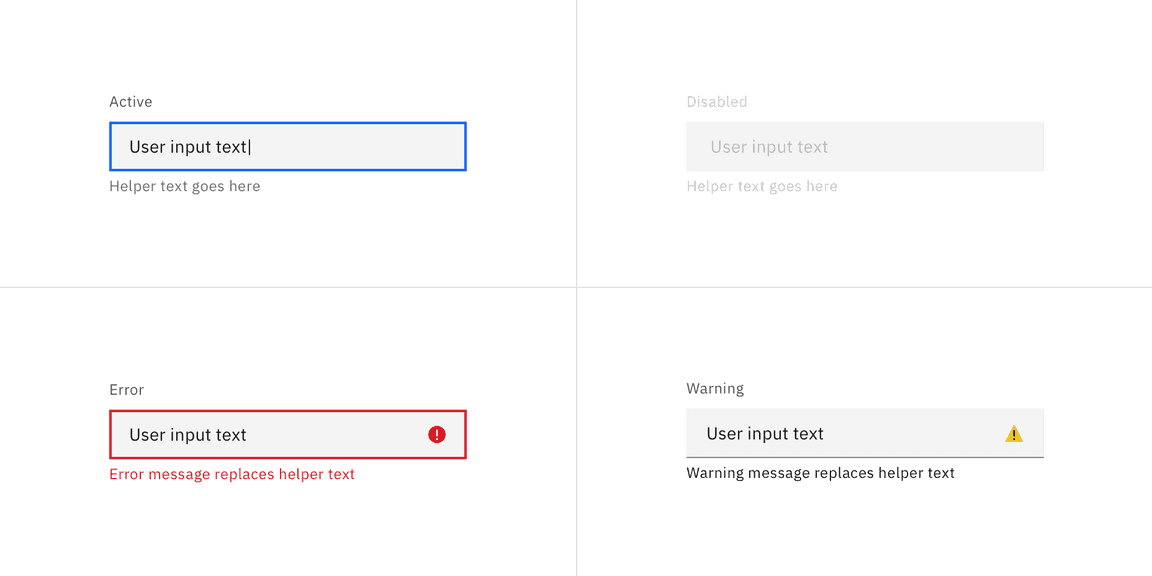 Active
User input text
Helper text goes here
Disabled
User input text
Helper text goes here
Error
User input text
Error message replaces helper text
Warning
User input text
Warning message replaces helper text